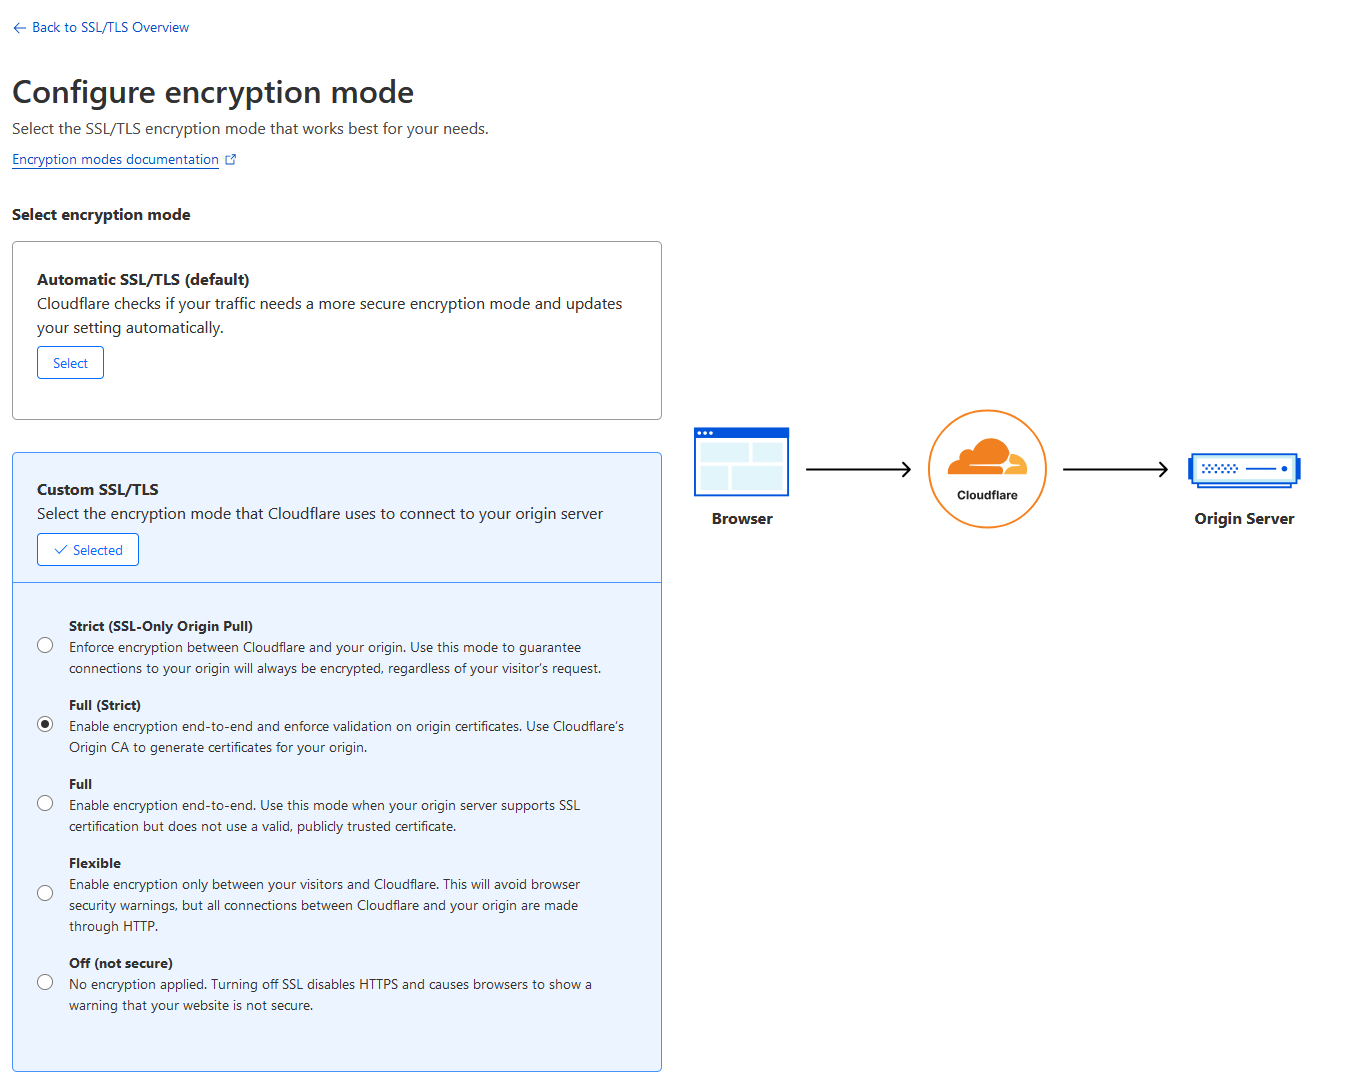 Back to SSL/TLS Overview
Configure encryption mode
Select the SSL/TLS encryption mode that works best for your needs.
Encryption modes documentation
Select encryption mode
Automatic SSL/TLS (default)
Cloudflare checks if your traffic needs a more secure encryption mode and updates
your setting automatically.
Select
Custom SSL/TLS
Select the encryption mode that Cloudflare uses to connect to your origin server
Selected
Strict (SSL-Only Origin Pull)
Enforce encryption between Cloudflare and your origin. Use this mode to guarantee
connections to your origin will always be encrypted, regardless of your visitor's request.
Full (Strict)
Enable encryption end-to-end and enforce validation on origin certificates. Use Cloudflare's
Origin CA to generate certificates for your origin.
Full
Enable encryption end-to-end. Use this mode when your origin server supports SSL
certification but does not use a valid, publicly trusted certificate.
Flexible
Enable encryption only between your visitors and Cloudflare. This will avoid browser
security warnings, but all connections between Cloudflare and your origin are made
through HTTP.
Off (not secure)
No encryption applied. Turning off SSL disables HTTPS and causes browsers to show a
warning that your website is not secure.
Browser
Cloudflare
Origin Server